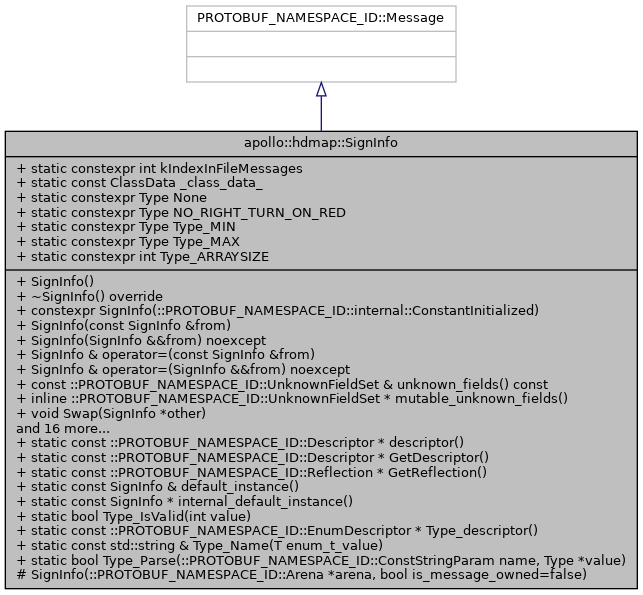 PROTOBUF_NAMESPACE_ID::Message
apollo::hdmap::SignInfo
+ static constexpr int kIndexInFileMessages
+ static const ClassData _class_data_
+ static constexpr Type None
+ static constexpr Type NO_RIGHT_TURN_ON_RED
+ static constexpr Type Type_MIN
+ static constexpr Type Type_MAX
+ static constexpr int Type_ARRAYSIZE
+ SignInfo()
+ ~SignInfo() override
+ constexpr SignInfo(::PROTOBUF_NAMESPACE_ID::internal::ConstantInitialized)
+ SignInfo(const SignInfo &from)
+ SignInfo(SignInfo &&from) noexcept
+ SignInfo & operator=(const SignInfo &from)
+ SignInfo & operator=(SignInfo &&from) noexcept
+ const ::PROTOBUF_NAMESPACE_ID::UnknownFieldSet & unknown_fields() const
+ inline ::PROTOBUF_NAMESPACE_ID::UnknownFieldSet * mutable_unknown_fields()
+ void Swap(SignInfo *other)
and 16 more...
+ static const ::PROTOBUF_NAMESPACE_ID::Descriptor * descriptor()
+ static const ::PROTOBUF_NAMESPACE_ID::Descriptor * GetDescriptor()
+ static const ::PROTOBUF_NAMESPACE_ID::Reflection * GetReflection()
+ static const SignInfo & default_instance()
+ static const SignInfo * internal_default_instance()
+ static bool Type_IsValid(int value)
+ static const ::PROTOBUF_NAMESPACE_ID::EnumDescriptor * Type_descriptor()
+ static const std::string & Type_Name(T enum_t_value)
+ static bool Type_Parse(::PROTOBUF_NAMESPACE_ID::ConstStringParam name, Type *value)
# SignInfo(::PROTOBUF_NAMESPACE_ID::Arena *arena, bool is_message_owned=false)